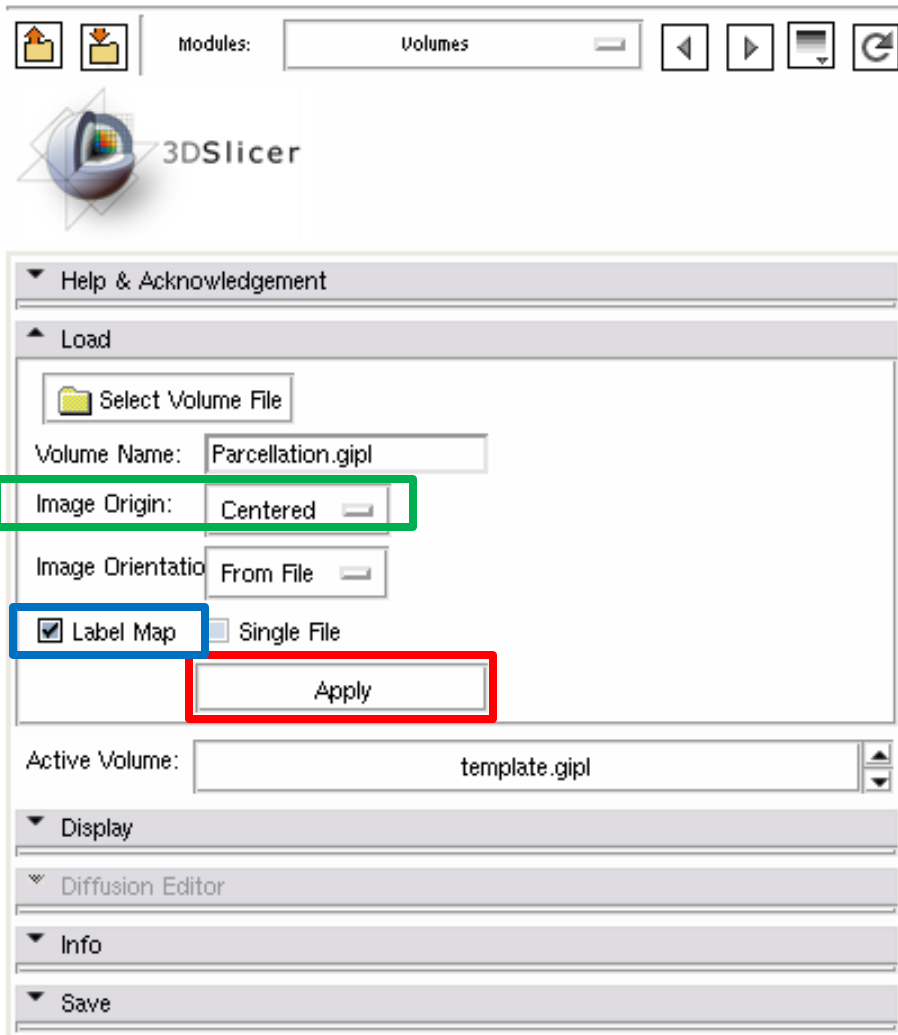 Modules: Volumes
3DSlicer
Help & Acknowledgement
Load
Select Volume File
Volume Name: Parcellation.gipl
Image Origin: Centered
Image Orientatio From File
Label Map Single File
Apply
Active Volume: template.gipl
Display
Diffusion Editor
Info
Save